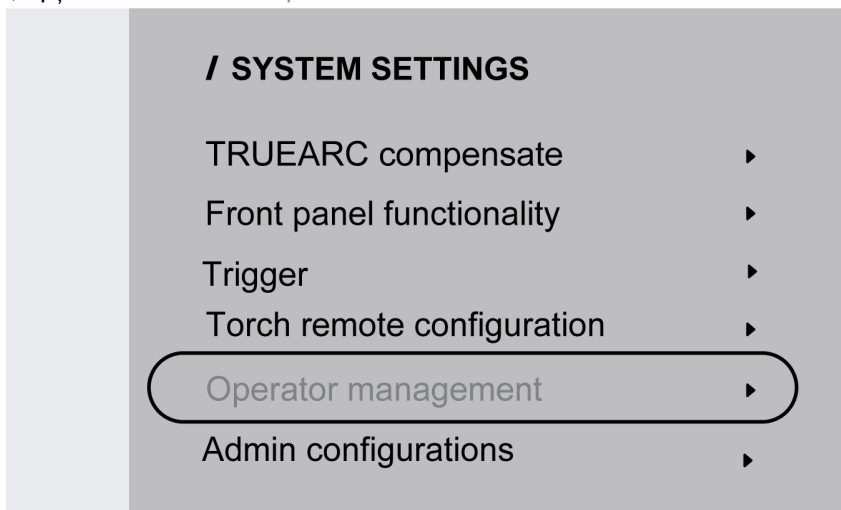 / SYSTEM SETTINGS
TRUEARC compensate
Front panel functionality
Trigger
Torch remote configuration
Operator management
Admin configurations